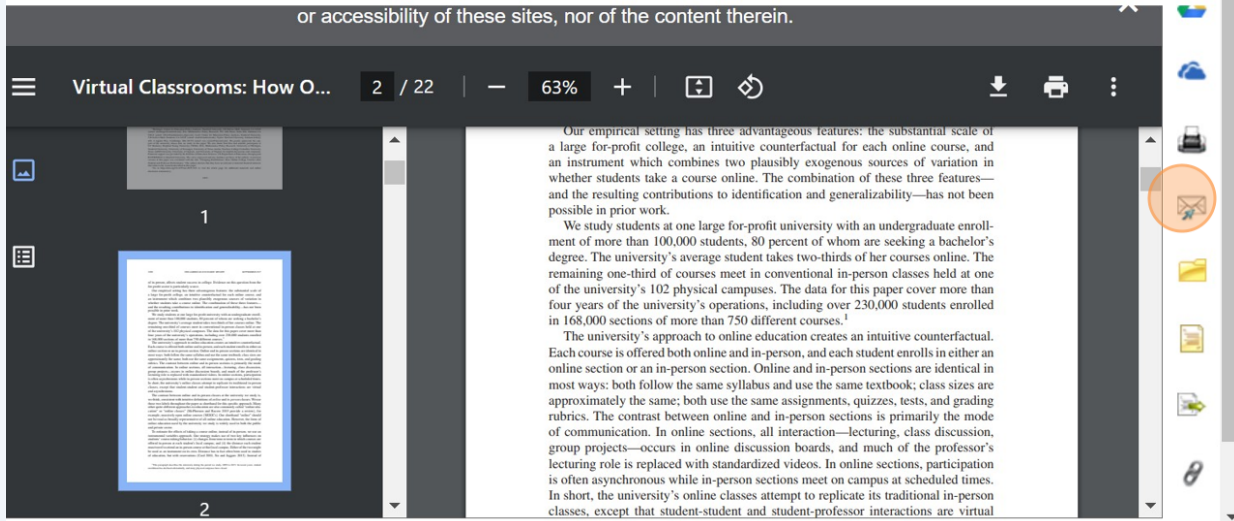 or accessibility of these sites, nor of the content therein.
Virtual Classrooms: How O... 2 / 22 63%
1
2
Our empirical setting has three advantageous features: the substantial scale of
a large for-profit college, an intuitive counterfactual for each online course, and
an instrument which combines two plausibly exogenous sources of variation in
whether students take a course online. The combination of these three features—
and the resulting contributions to identification and generalizability—has not been
possible in prior work.
We study students at one large for-profit university with an undergraduate enroll-
ment of more than 100,000 students, 80 percent of whom are seeking a bachelor's
degree. The university's average student takes two-thirds of her courses online. The
remaining one-third of courses meet in conventional in-person classes held at one
of the university's 102 physical campuses. The data for this paper cover more than
four years of the university's operations, including over 230,000 students enrolled
in 168,000 sections of more than 750 different courses.¹
The university's approach to online education creates an intuitive counterfactual.
Each course is offered both online and in-person, and each student enrolls in either an
online section or an in-person section. Online and in-person sections are identical in
most ways: both follow the same syllabus and use the same textbook; class sizes are
approximately the same; both use the same assignments, quizzes, tests, and grading
rubrics. The contrast between online and in-person sections is primarily the mode
of communication. In online sections, all interaction—lecturing, class discussion,
group projects—occurs in online discussion boards, and much of the professor's
lecturing role is replaced with standardized videos. In online sections, participation
is often asynchronous while in-person sections meet on campus at scheduled times.
In short, the university's online classes attempt to replicate its traditional in-person
classes, except that student-student and student-professor interactions are virtual